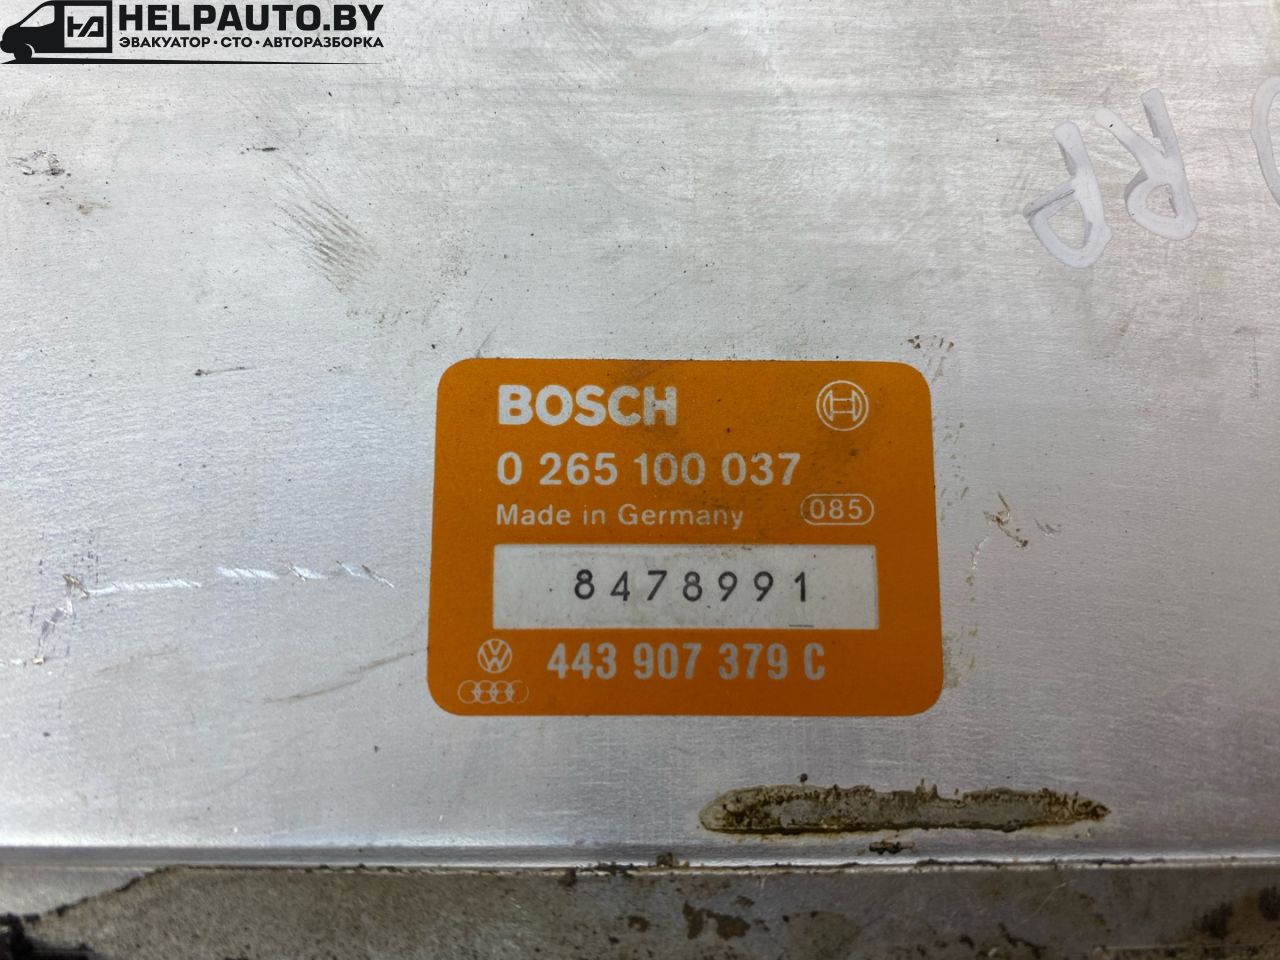 HELPAUTO.BY
ЭВАКУАТОР · СТО · АВТОРАЗБОРКА
BOSCH
0 265 100 037
Made in Germany 085
8478991
443 907 379 C